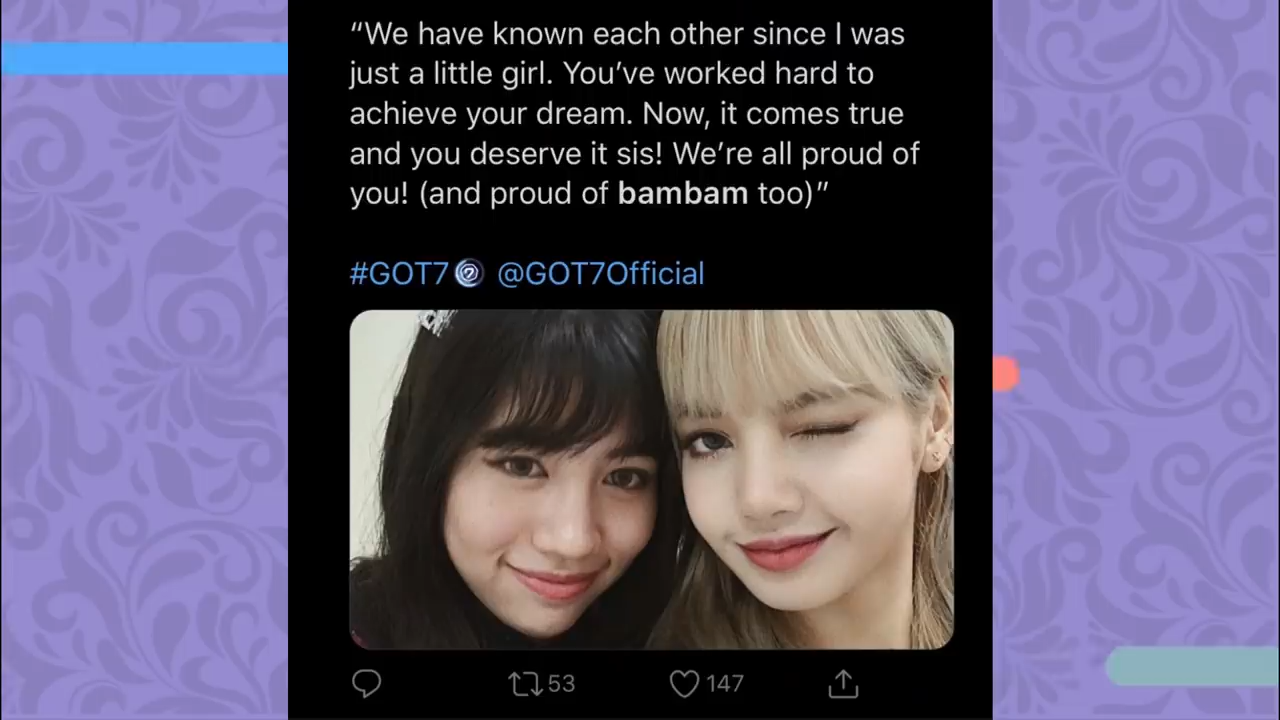 “We have known each other since I was
just a little girl. You’ve worked hard to
achieve your dream. Now, it comes true
and you deserve it sis! We’re all proud of
you! (and proud of bambam too)”
#GOT7 @GOT7Official
53 147